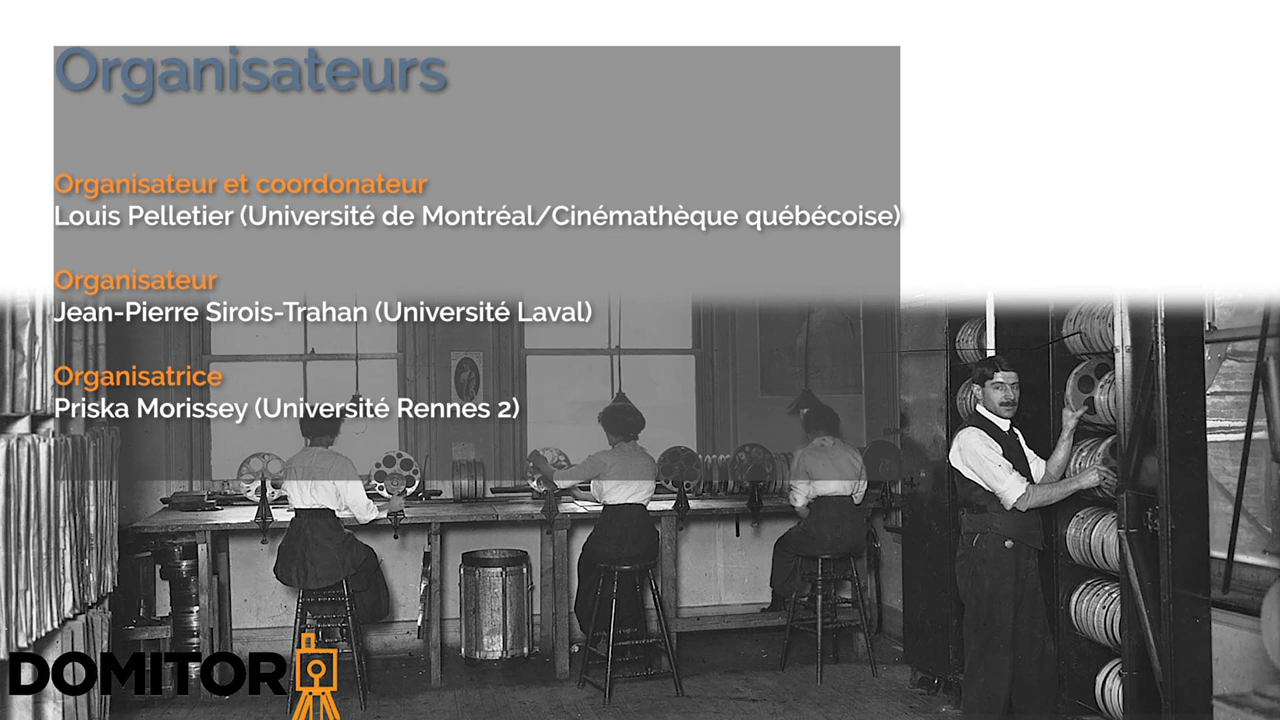 Organisateurs
Organisateur et coordonateur
Louis Pelletier (Université de Montréal/Cinémathèque québécoise)
Organisateur
Jean-Pierre Sirois-Trahan (Université Laval)
Organisatrice
Priska Morissey (Université Rennes 2)
DOMITOR